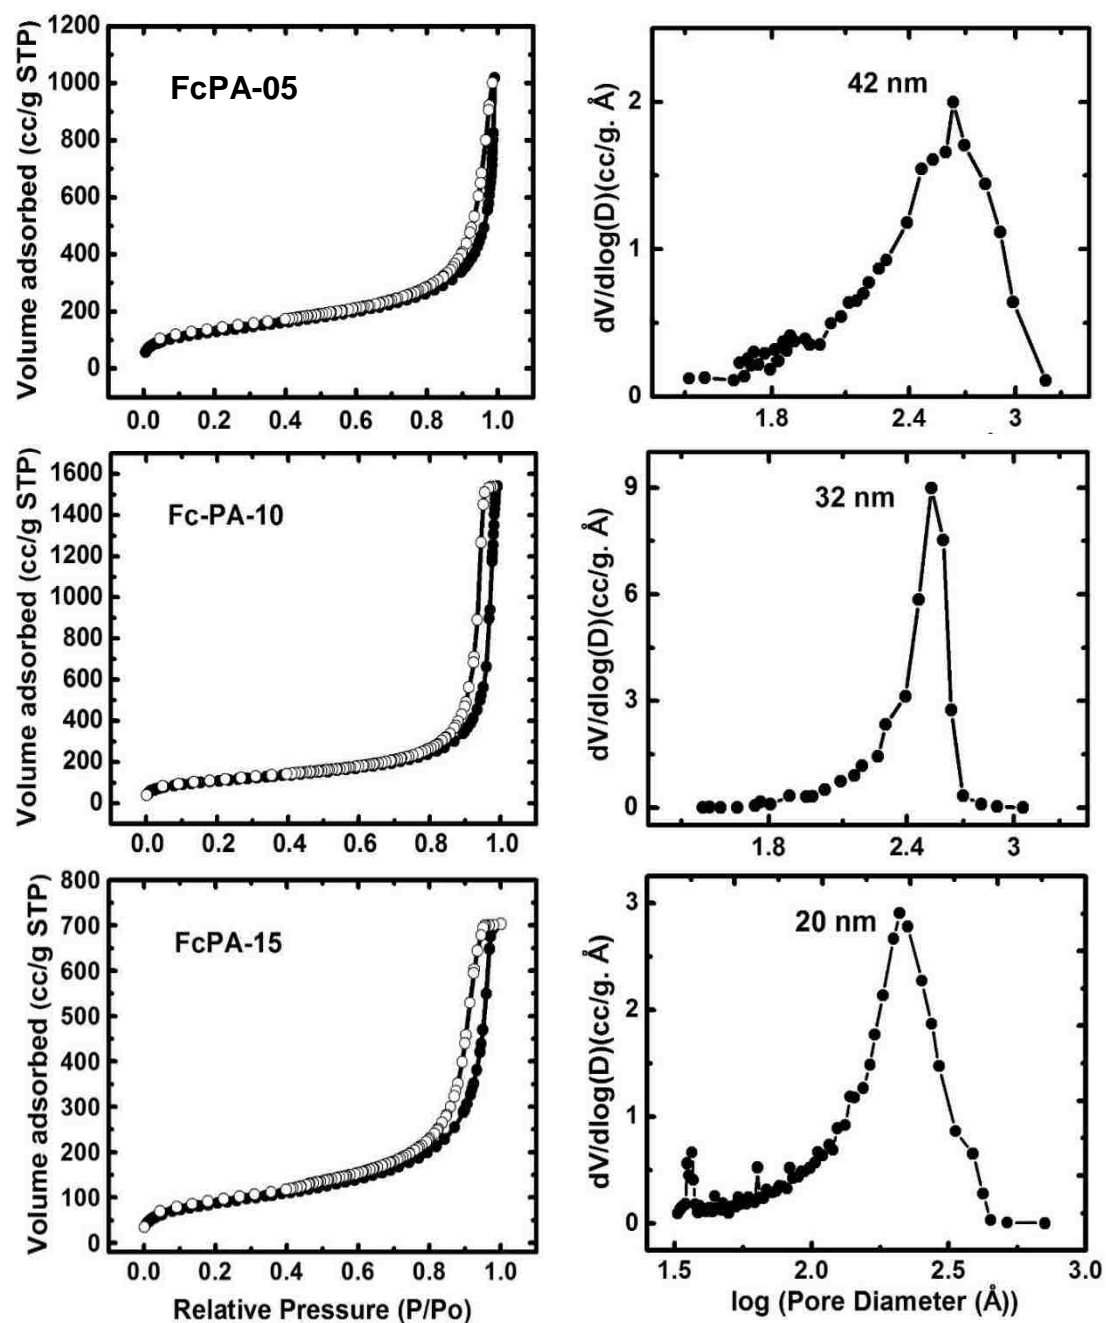 Volume adsorbed (cc/g STP)
1200
1000
800
600
400
200
0
FcPA-05
0.0 0.2 0.4 0.6 0.8 1.0
dV/dlog(D)(cc/g. Å)
2
1
0
42 nm
1.8 2.4 3
Volume adsorbed (cc/g STP)
1600
1400
1200
1000
800
600
400
200
0
Fc-PA-10
0.0 0.2 0.4 0.6 0.8 1.0
dV/dlog(D)(cc/g. Å)
9
6
3
0
32 nm
1.8 2.4 3
Volume adsorbed (cc/g STP)
800
700
600
500
400
300
200
100
0
FcPA-15
0.0 0.2 0.4 0.6 0.8 1.0
Relative Pressure (P/Po)
dV/dlog(D)(cc/g. Å)
3
2
1
0
20 nm
1.5 2.0 2.5 3.0
log (Pore Diameter (Å))